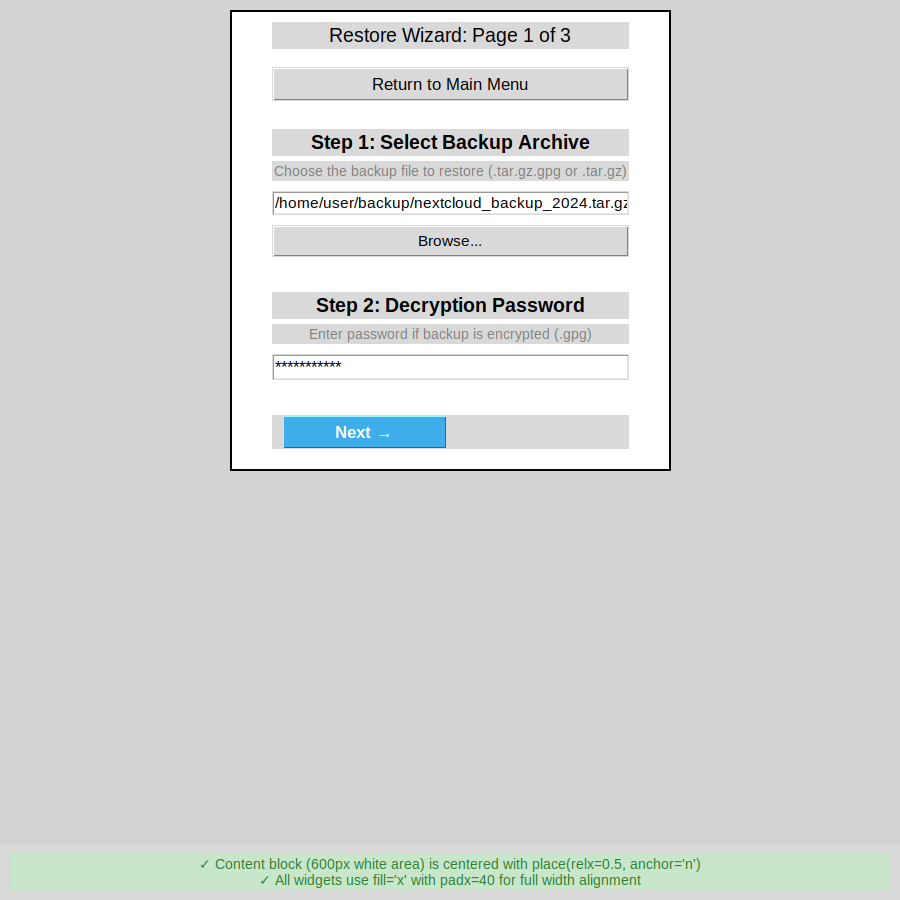 Restore Wizard: Page 1 of 3
Return to Main Menu
Step 1: Select Backup Archive
Choose the backup file to restore (.tar.gz.gpg or .tar.gz)
/home/user/backup/nextcloud_backup_2024.tar.gz
Browse...
Step 2: Decryption Password
Enter password if backup is encrypted (.gpg)
***********
Next →
✓ Content block (600px white area) is centered with place(relx=0.5, anchor='n')
✓ All widgets use fill='x' with padx=40 for full width alignment